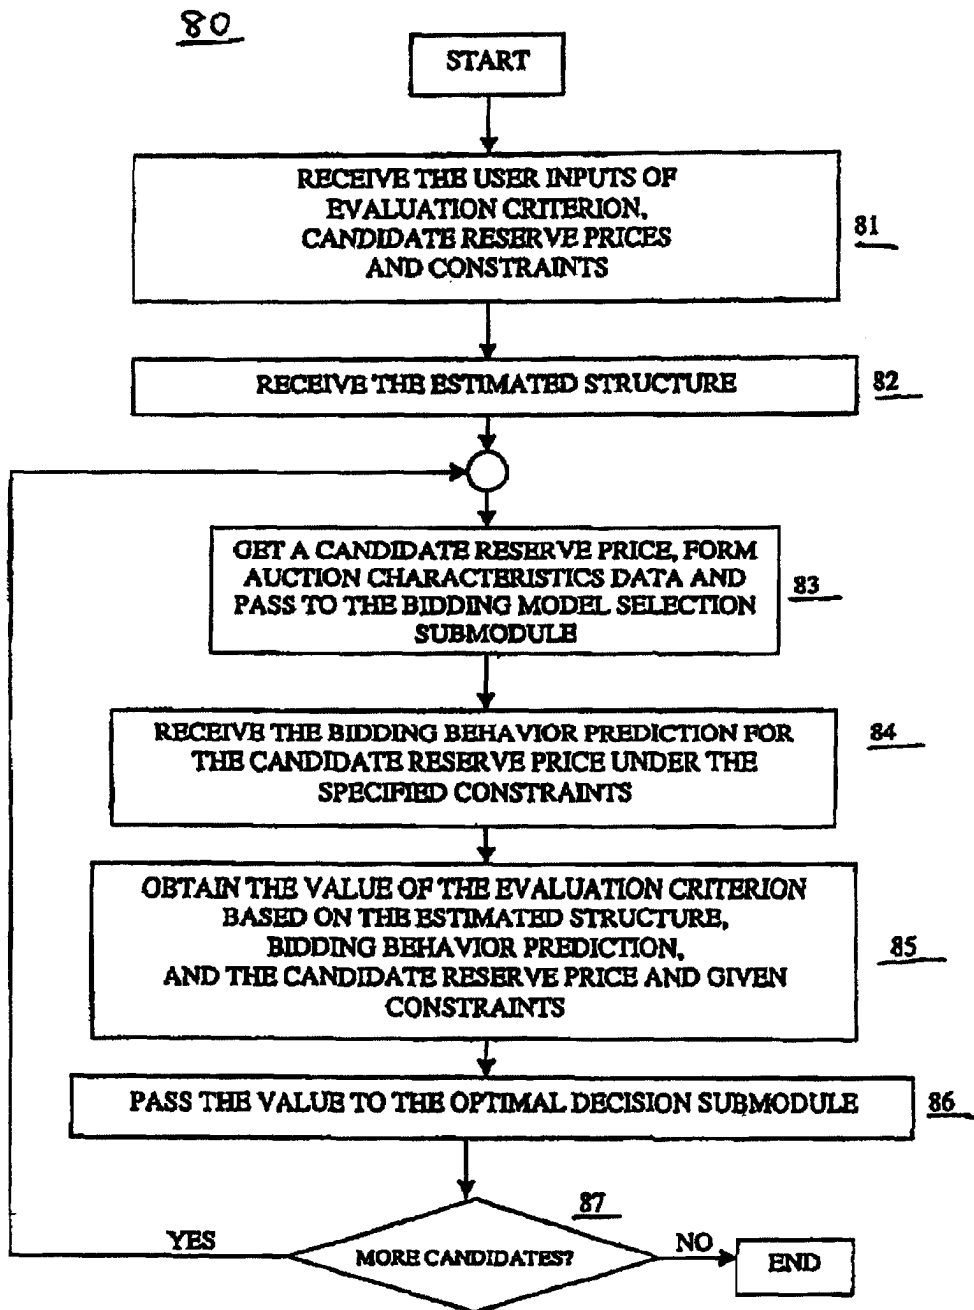 80
START
RECEIVE THE USER INPUTS OF
EVALUATION CRITERION,
CANDIDATE RESERVE PRICES
AND CONSTRAINTS
81
RECEIVE THE ESTIMATED STRUCTURE
82
GET A CANDIDATE RESERVE PRICE, FORM
AUCTION CHARACTERISTICS DATA AND
PASS TO THE BIDDING MODEL SELECTION
SUBMODULE
83
RECEIVE THE BIDDING BEHAVIOR PREDICTION FOR
THE CANDIDATE RESERVE PRICE UNDER THE
SPECIFIED CONSTRAINTS
84
OBTAIN THE VALUE OF THE EVALUATION CRITERION
BASED ON THE ESTIMATED STRUCTURE,
BIDDING BEHAVIOR PREDICTION,
AND THE CANDIDATE RESERVE PRICE AND GIVEN
CONSTRAINTS
85
PASS THE VALUE TO THE OPTIMAL DECISION SUBMODULE
86
87
YES
MORE CANDIDATES?
NO
END